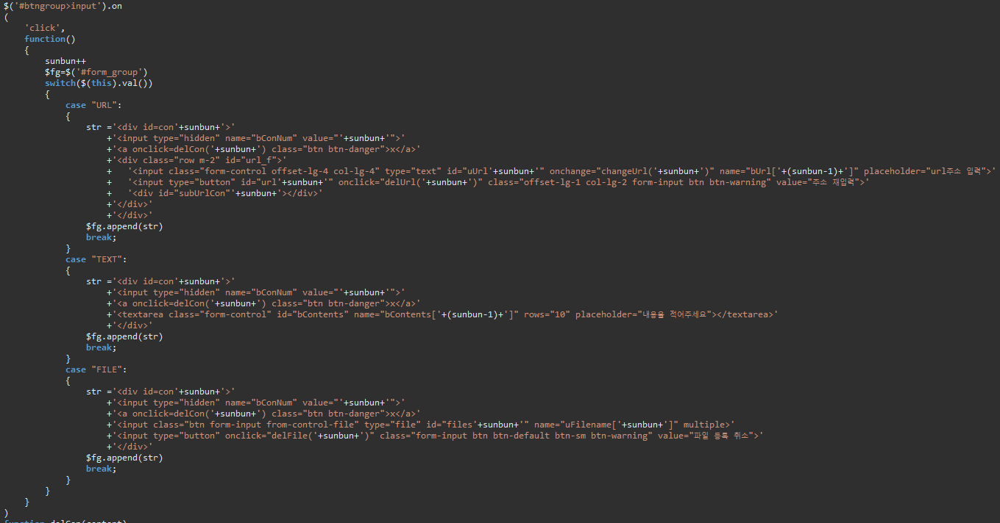 $('#btngroup>input').on
(
    'click',
    function()
    {
        sunbun++
        $fg=$('#form_group')
        switch($(this).val())
        {
            case "URL":
            {
                str ='<div id=con'+sunbun+'>'
                    +'<input type="hidden" name="bConNum" value="'+sunbun+'">'
                    +'<a onclick=delCon('+sunbun+') class="btn btn-danger">x</a>'
                    +'<div class="row m-2" id="url_f">'
                    +   '<input class="form-control offset-lg-4 col-lg-4" type="text" id="uUrl'+sunbun+'" onchange="changeUrl('+sunbun+')" name="bUrl['+(sunbun-1)+']" placeholder="url주소 입력">'
                    +   '<input type="button" id="url'+sunbun+'" onclick="delUrl('+sunbun+')" class="offset-lg-1 col-lg-2 form-input btn btn-warning" value="주소 재입력">'
                    +   '<div id="subUrlCon"'+sunbun+'></div>'
                    +'</div>'
                    +'</div>'
                $fg.append(str)
                break;
            }
            case "TEXT":
            {
                str ='<div id=con'+sunbun+'>'
                    +'<input type="hidden" name="bConNum" value="'+sunbun+'">'
                    +'<a onclick=delCon('+sunbun+') class="btn btn-danger">x</a>'
                    +'<textarea class="form-control" id="bContents" name="bContents['+(sunbun-1)+']" rows="10" placeholder="내용을 적어주세요"></textarea>'
                    +'</div>'
                $fg.append(str)
                break;
            }
            case "FILE":
            {
                str ='<div id=con'+sunbun+'>'
                    +'<input type="hidden" name="bConNum" value="'+sunbun+'">'
                    +'<a onclick=delCon('+sunbun+') class="btn btn-danger">x</a>'
                    +'<input class="btn form-input from-control-file" type="file" id="files'+sunbun+'" name="uFilename['+sunbun+']" multiple>'
                    +'<input type="button" onclick="delFile('+sunbun+')" class="form-input btn btn-default btn-sm btn-warning" value="파일 등록 취소">'
                    +'</div>'
                $fg.append(str)
                break;
            }
        }
    }
)
function delCon(content)